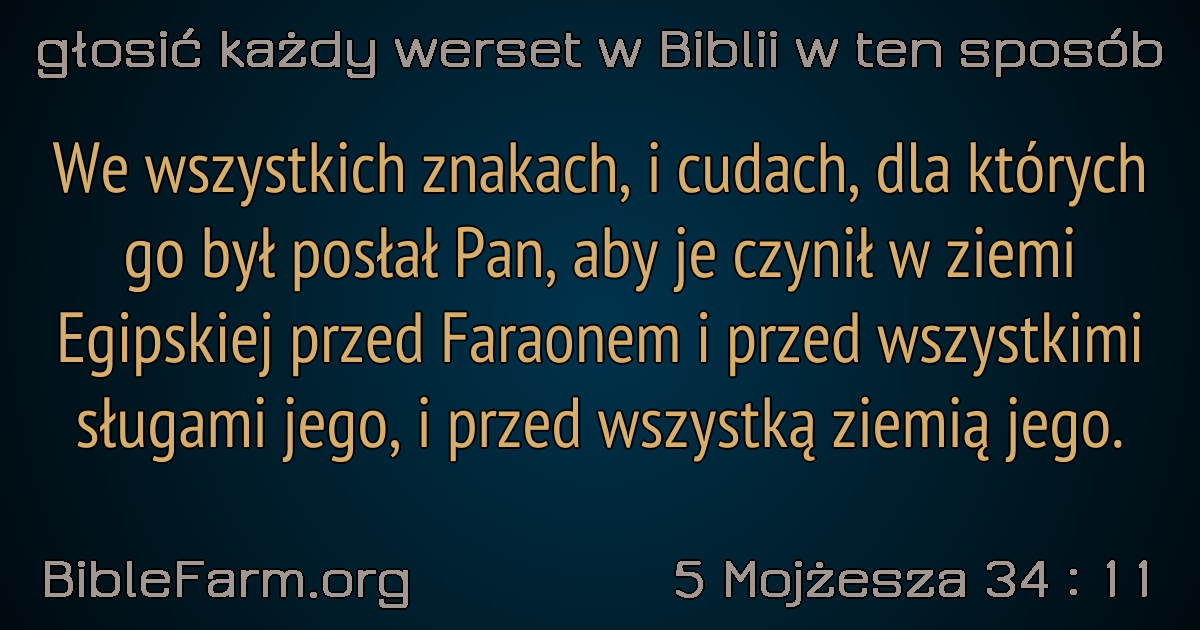 głosić każdy werset w Biblii w ten sposób
We wszystkich znakach, i cudach, dla których
go był posłał Pan, aby je czynił w ziemi
Egipskiej przed Faraonem i przed wszystkimi
sługami jego, i przed wszystką ziemią jego.
BibleFarm.org
5 Mojżesza 34 : 11